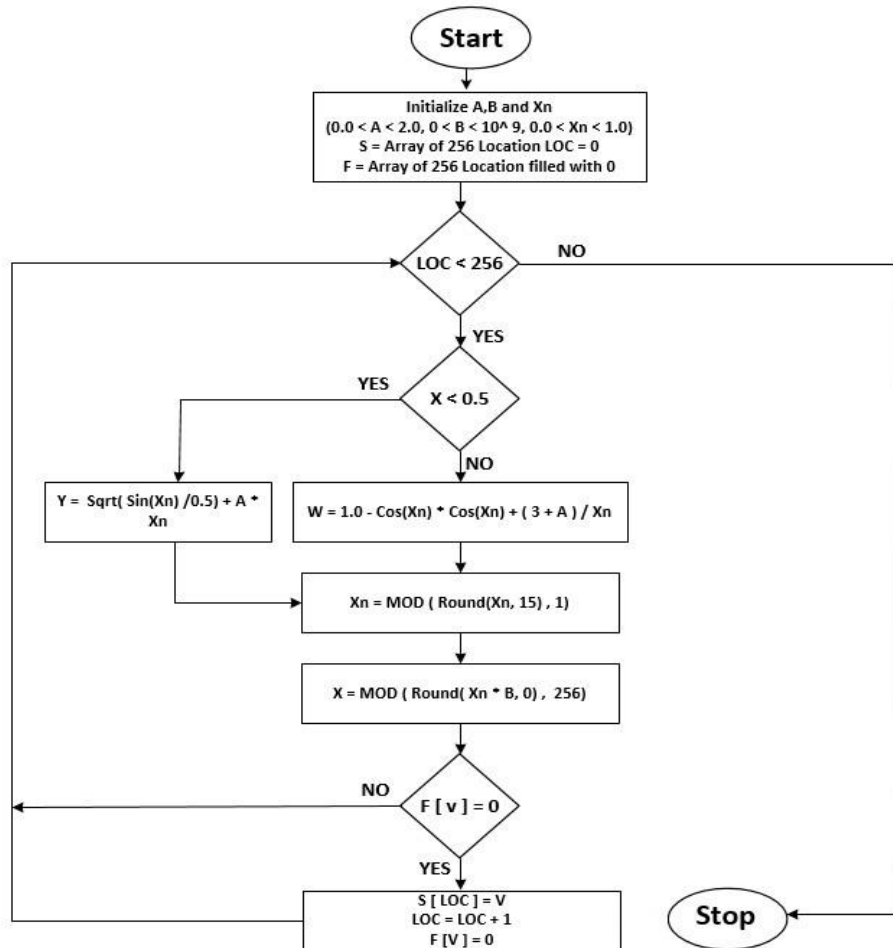 Start
Initialize A,B and Xn
(0.0 < A < 2.0, 0 < B < 10^ 9, 0.0 < Xn < 1.0)
S = Array of 256 Location LOC = 0
F = Array of 256 Location filled with 0
LOC < 256
NO
YES
X < 0.5
YES
NO
Y = Sqrt( Sin(Xn) /0.5) + A *
Xn
W = 1.0 - Cos(Xn) * Cos(Xn) + ( 3 + A ) / Xn
Xn = MOD ( Round(Xn, 15) , 1)
X = MOD ( Round( Xn * B, 0) , 256)
F [ v ] = 0
NO
YES
S [ LOC ] = V
LOC = LOC + 1
F [V ] = 0
Stop